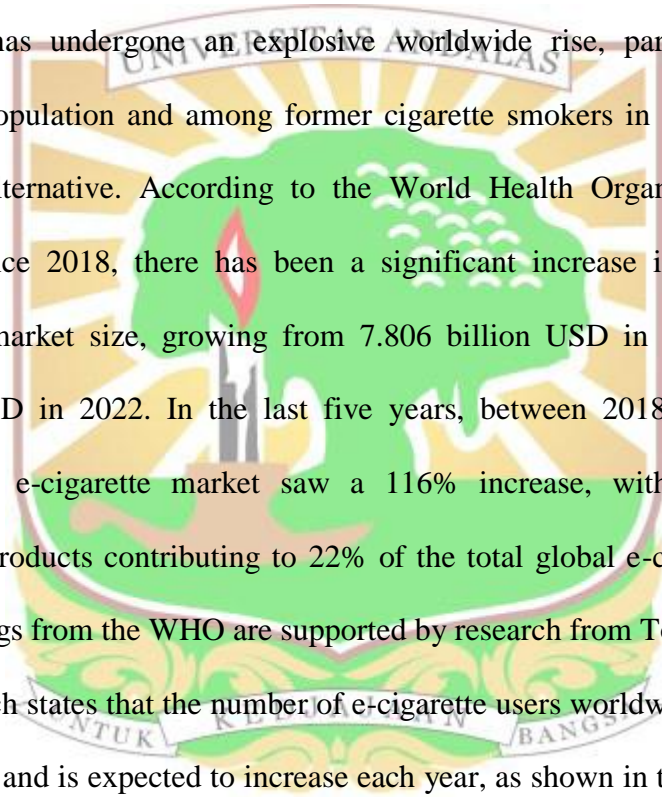 has undergone an explosive worldwide rise, par
UNIVERSITAS ANDALAS
opulation and among former cigarette smokers in
lternative. According to the World Health Organ
ce 2018, there has been a significant increase i
market size, growing from 7.806 billion USD in
D in 2022. In the last five years, between 2018
e-cigarette market saw a 116% increase, with
roducts contributing to 22% of the total global e-c
gs from the WHO are supported by research from T
ch states that the number of e-cigarette users worldw
UNTUK KEDJAJAAN BANGSA
and is expected to increase each year, as shown in t